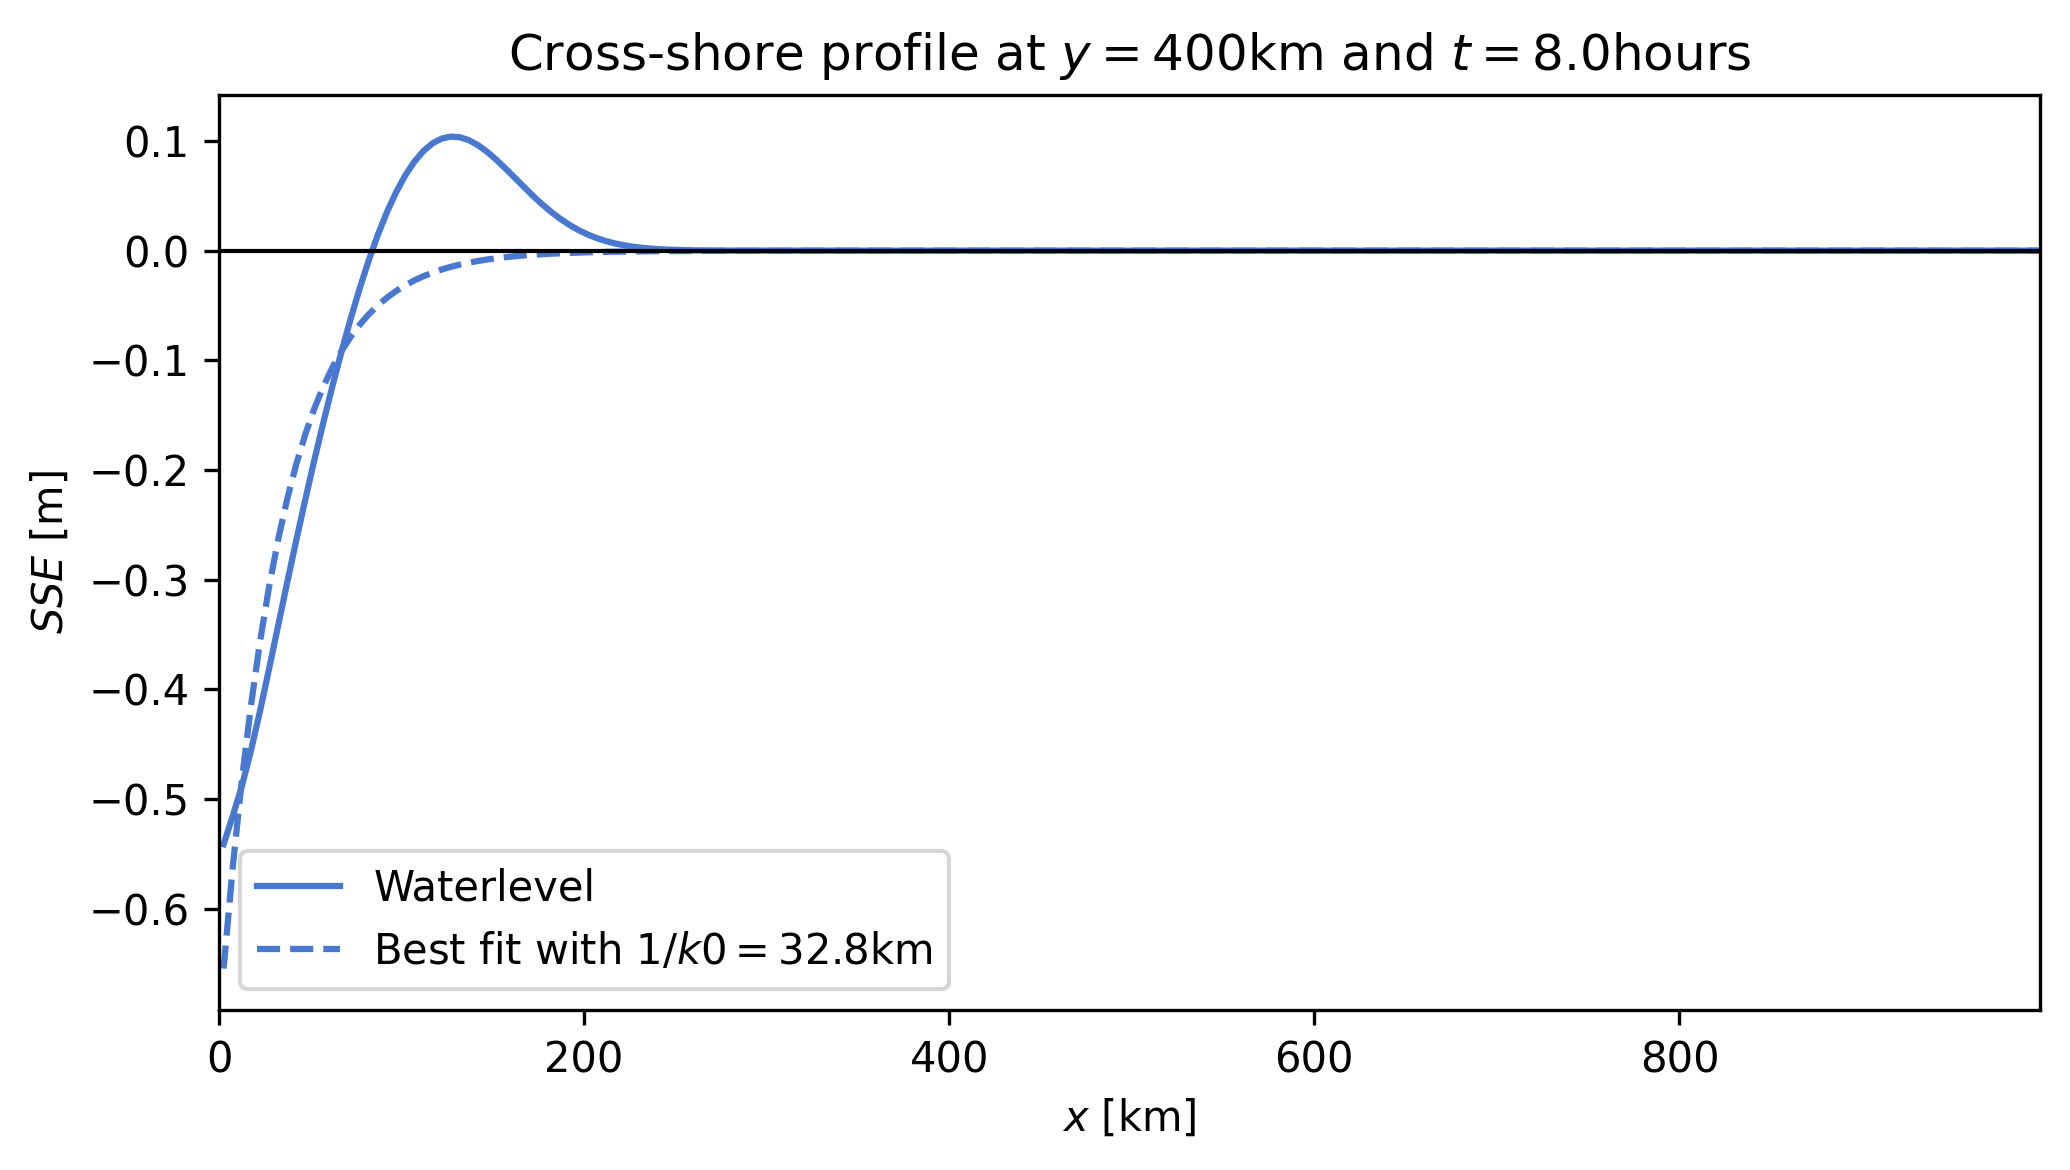 Cross-shore profile at y = 400km and t = 8.0hours
0.1
0.0
−0.1
−0.2
−0.3
−0.4
−0.5
−0.6
SSE [m]
Waterlevel
Best fit with 1/k0 = 32.8km
0 200 400 600 800
x [km]